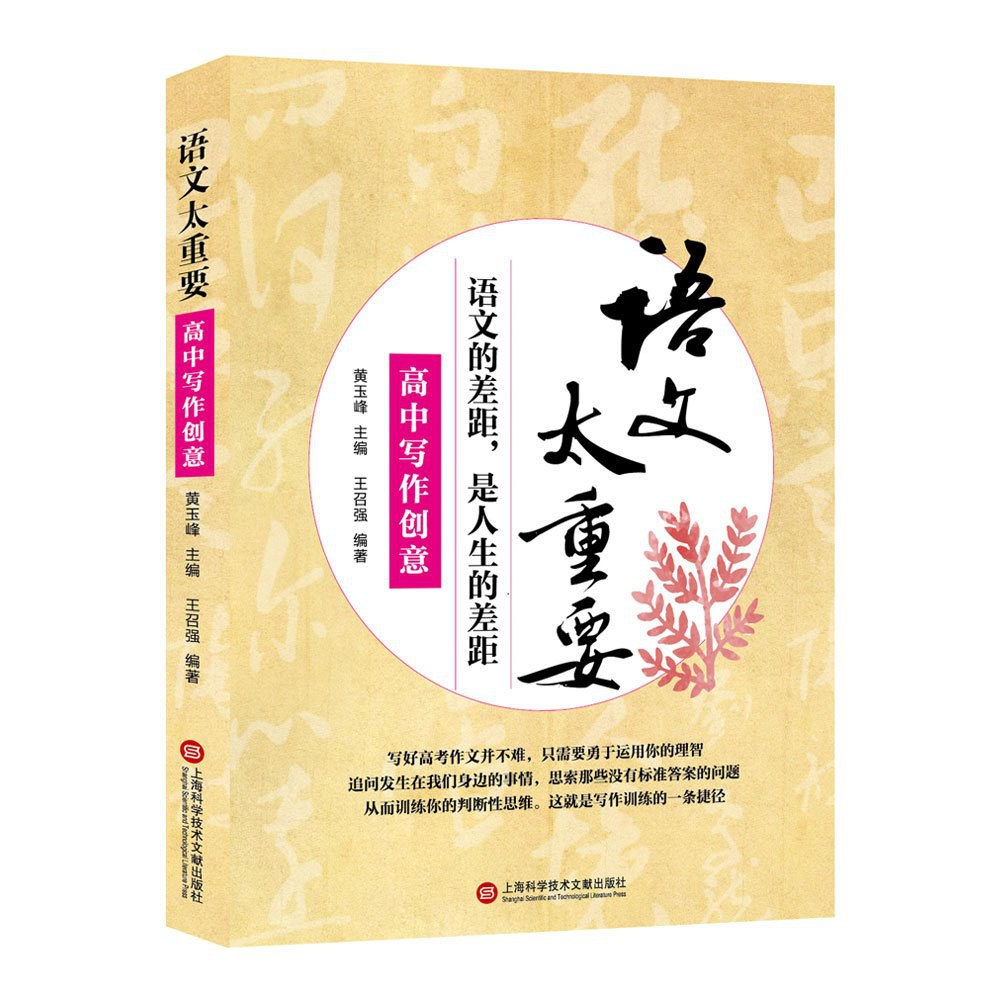 语文太重要
高中写作创意
黄玉峰 主编 王召强 编著
上海科学技术文献出版社
Shanghai Scientific and Technological Literature Press
语文太重要
语文的差距，是人生的差距
高中写作创意
黄玉峰 主编 王召强 编著
写好高考作文并不难，只需要勇于运用你的理智
追问发生在我们身边的事情，思索那些没有标准答案的问题
从而训练你的判断性思维。这就是写作训练的一条捷径
上海科学技术文献出版社
Shanghai Scientific and Technological Literature Press